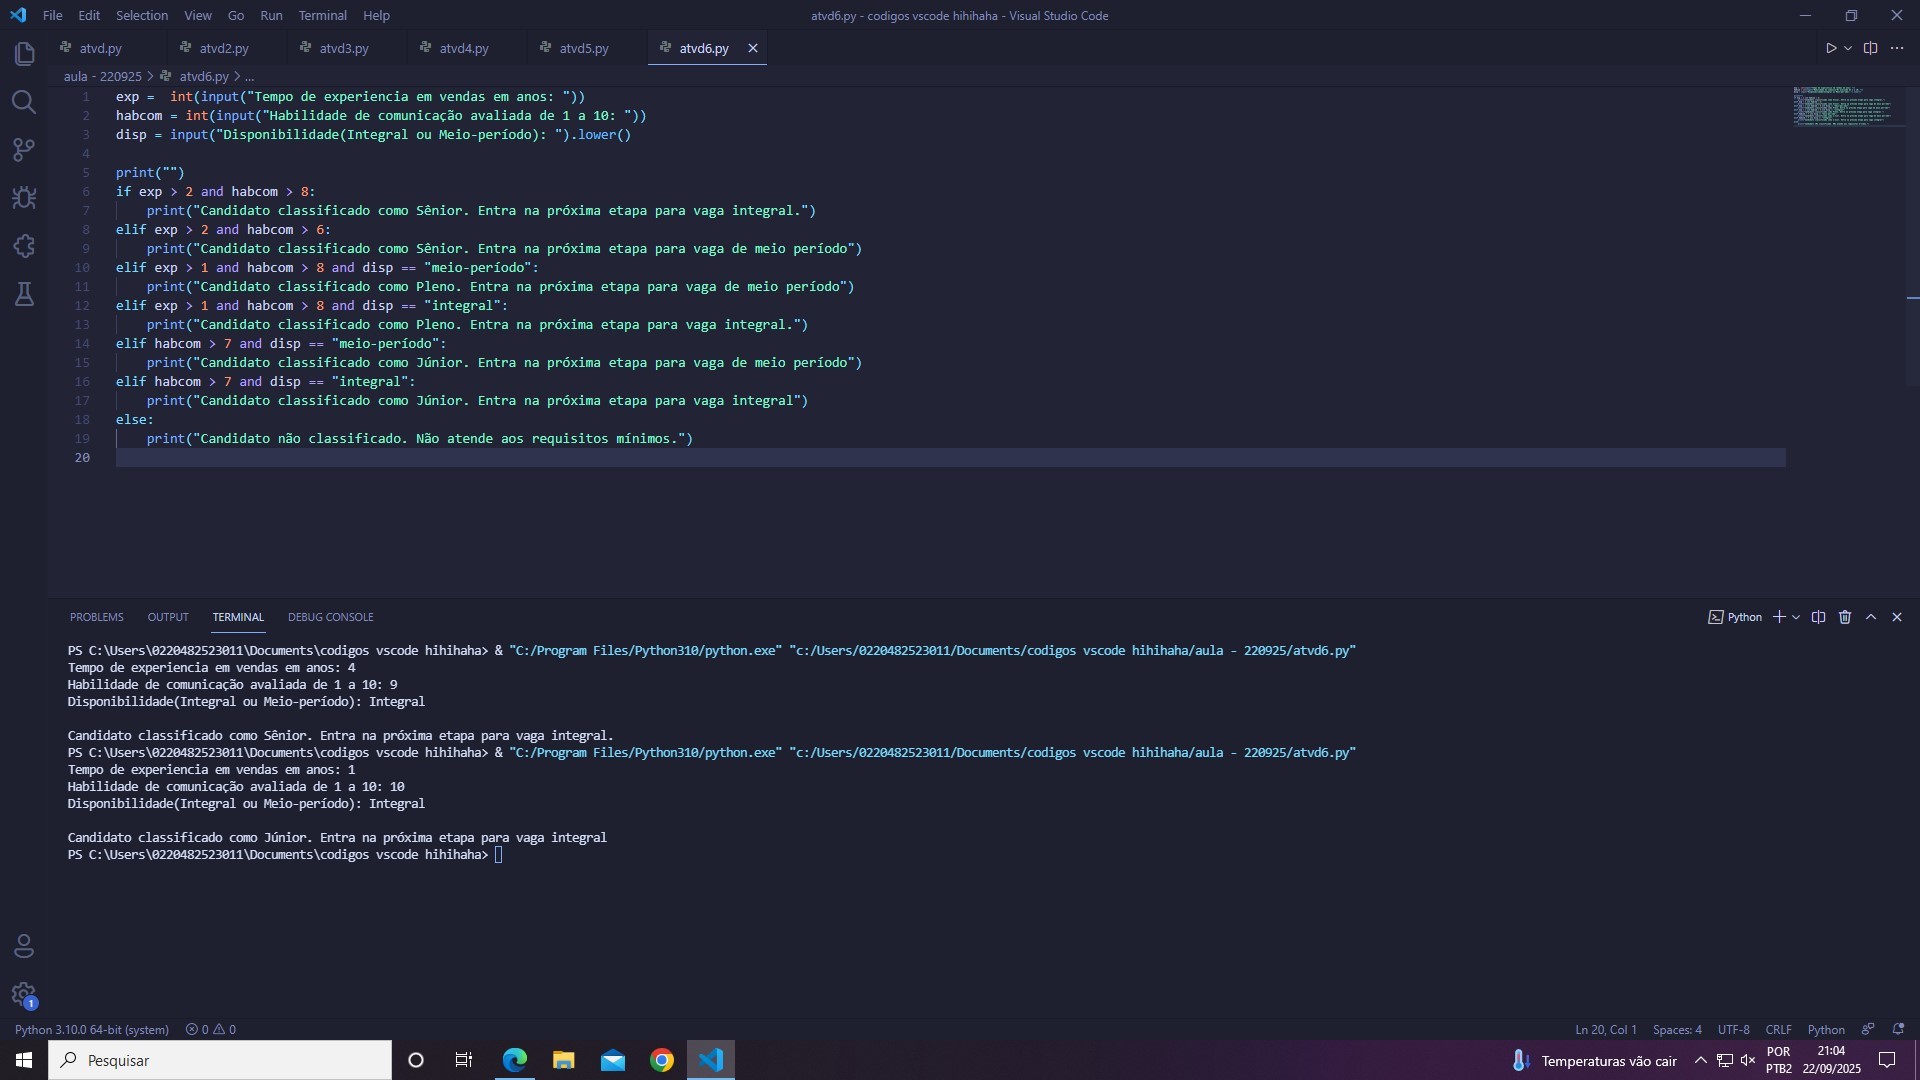 File Edit Selection View Go Run Terminal Help
atvd6.py - codigos vscode hihihaha - Visual Studio Code
atvd.py atvd2.py atvd3.py atvd4.py atvd5.py atvd6.py
aula - 220925 > atvd6.py > ...
1 exp =  int(input("Tempo de experiencia em vendas em anos: "))
2 habcom = int(input("Habilidade de comunicação avaliada de 1 a 10: "))
3 disp = input("Disponibilidade(Integral ou Meio-período): ").lower()
4
5 print("")
6 if exp > 2 and habcom > 8:
7     print("Candidato classificado como Sênior. Entra na próxima etapa para vaga integral.")
8 elif exp > 2 and habcom > 6:
9     print("Candidato classificado como Sênior. Entra na próxima etapa para vaga de meio período")
10 elif exp > 1 and habcom > 8 and disp == "meio-período":
11     print("Candidato classificado como Pleno. Entra na próxima etapa para vaga de meio período")
12 elif exp > 1 and habcom > 8 and disp == "integral":
13     print("Candidato classificado como Pleno. Entra na próxima etapa para vaga integral.")
14 elif habcom > 7 and disp == "meio-período":
15     print("Candidato classificado como Júnior. Entra na próxima etapa para vaga de meio período")
16 elif habcom > 7 and disp == "integral":
17     print("Candidato classificado como Júnior. Entra na próxima etapa para vaga integral")
18 else:
19     print("Candidato não classificado. Não atende aos requisitos mínimos.")
20
PROBLEMS OUTPUT TERMINAL DEBUG CONSOLE
Python
PS C:\Users\0220482523011\Documents\codigos vscode hihihaha> & "C:/Program Files/Python310/python.exe" "c:/Users/0220482523011/Documents/codigos vscode hihihaha/aula - 220925/atvd6.py"
Tempo de experiencia em vendas em anos: 4
Habilidade de comunicação avaliada de 1 a 10: 9
Disponibilidade(Integral ou Meio-período): Integral

Candidato classificado como Sênior. Entra na próxima etapa para vaga integral.
PS C:\Users\0220482523011\Documents\codigos vscode hihihaha> & "C:/Program Files/Python310/python.exe" "c:/Users/0220482523011/Documents/codigos vscode hihihaha/aula - 220925/atvd6.py"
Tempo de experiencia em vendas em anos: 1
Habilidade de comunicação avaliada de 1 a 10: 10
Disponibilidade(Integral ou Meio-período): Integral

Candidato classificado como Júnior. Entra na próxima etapa para vaga integral
PS C:\Users\0220482523011\Documents\codigos vscode hihihaha>
1
Python 3.10.0 64-bit (system) 0 0
Ln 20, Col 1 Spaces: 4 UTF-8 CRLF Python
Pesquisar
Temperaturas vão cair
POR
PTB2
21:04
22/09/2025